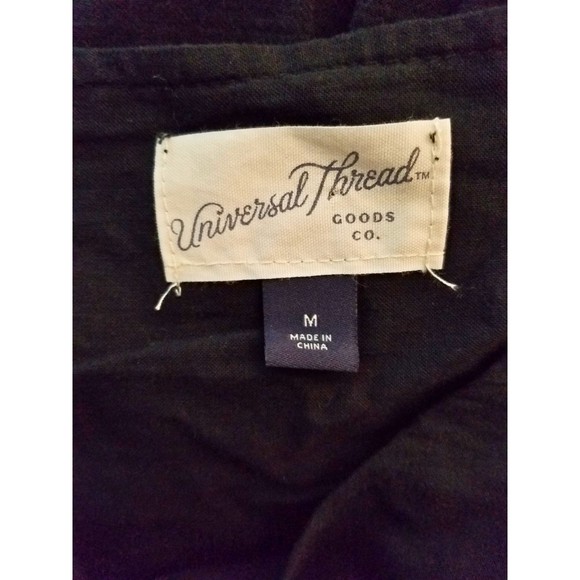 Universal Thread™
GOODS
CO.
M
MADE IN
CHINA